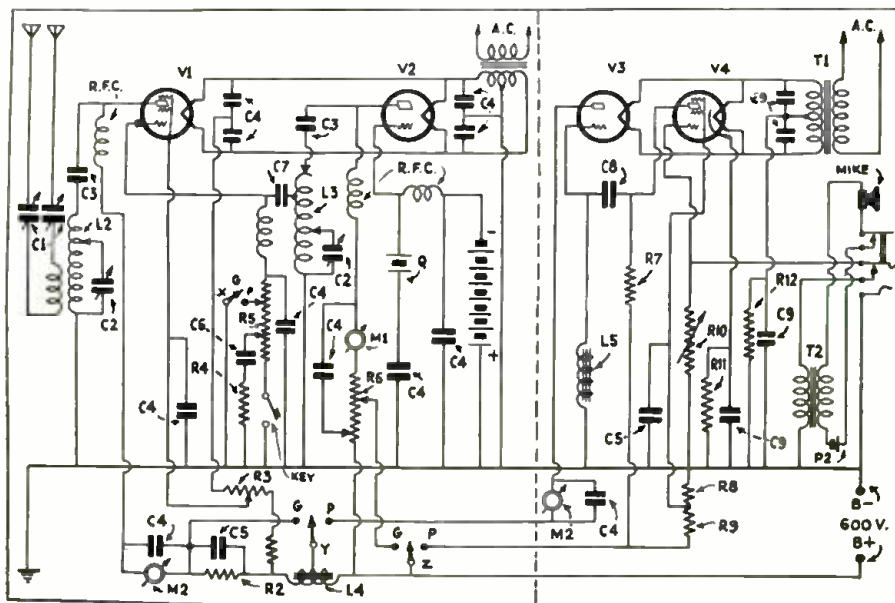 A.C.
A.C.
V1
V2
V3
V4
T1
R.F.C.
C4
C4
C9
C3
R.F.C.
C3
C7
L3
C8
MIKE
L2
C1
C2
C2
X
G
P
R5
C4
Q
R7
R12
C9
R10
C6
M1
C4
R6
C4
R11
L5
T2
R4
C4
C4
C5
C9
P2
KEY
R3
R8
B-
C4
C5
G
P
Y
M2
C4
G
P
Z
R9
600 V.
B+
M2
R2
L4
- 
+